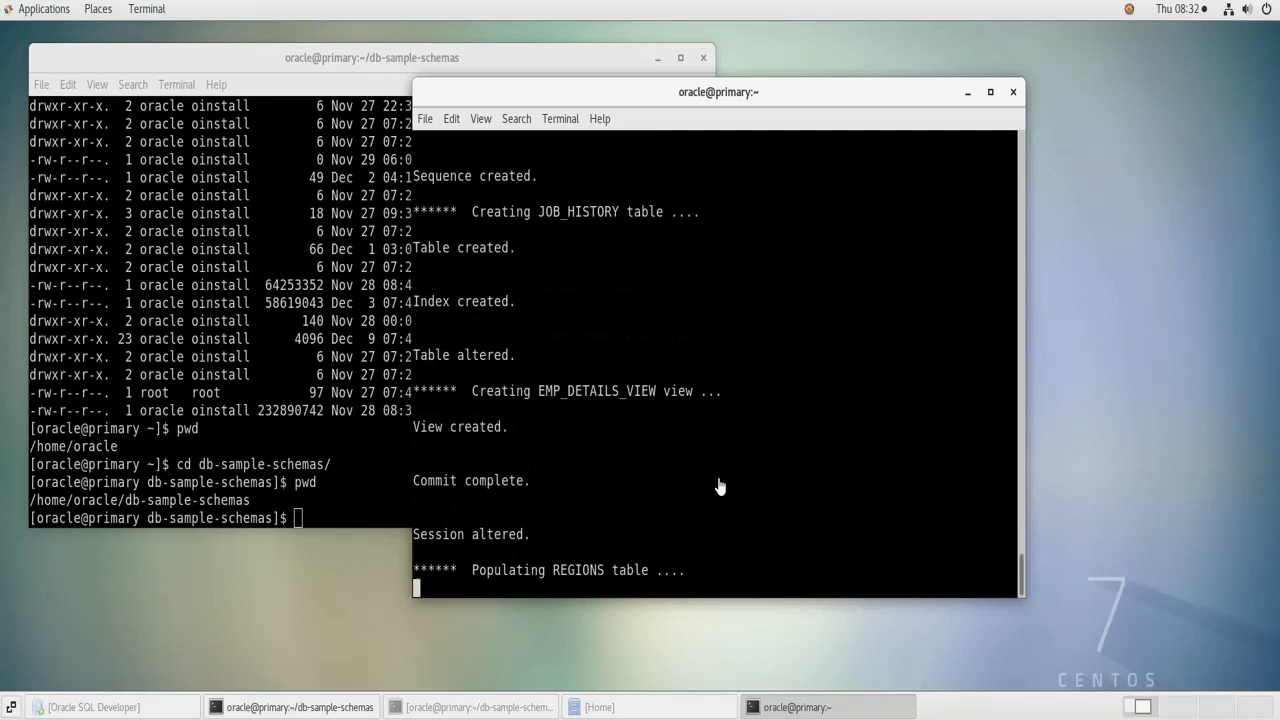 Applications Places Terminal Thu 08:32
oracle@primary:~/db-sample-schemas
File Edit View Search Terminal Help
drwxr-xr-x. 2 oracle oinstall 6 Nov 27 22:3
drwxr-xr-x. 2 oracle oinstall 6 Nov 27 07:2
drwxr-xr-x. 2 oracle oinstall 6 Nov 27 07:2
-rw-r--r--. 1 oracle oinstall 0 Nov 29 06:0
-rw-r--r--. 1 oracle oinstall 49 Dec 2 04:1
drwxr-xr-x. 2 oracle oinstall 6 Nov 27 07:2
drwxr-xr-x. 3 oracle oinstall 18 Nov 27 09:3
drwxr-xr-x. 2 oracle oinstall 6 Nov 27 07:2
drwxr-xr-x. 2 oracle oinstall 66 Dec 1 03:0
drwxr-xr-x. 2 oracle oinstall 6 Nov 27 07:2
-rw-r--r--. 1 oracle oinstall 64253352 Nov 28 08:4
-rw-r--r--. 1 oracle oinstall 58619043 Dec 3 07:4
drwxr-xr-x. 2 oracle oinstall 140 Nov 28 00:0
drwxr-xr-x. 23 oracle oinstall 4096 Dec 9 07:4
drwxr-xr-x. 2 oracle oinstall 6 Nov 27 07:2
drwxr-xr-x. 2 oracle oinstall 6 Nov 27 07:2
-rw-r--r--. 1 root root 97 Nov 27 07:4
-rw-r--r--. 1 oracle oinstall 232890742 Nov 28 08:3
[oracle@primary ~]$ pwd
/home/oracle
[oracle@primary ~]$ cd db-sample-schemas/
[oracle@primary db-sample-schemas]$ pwd
/home/oracle/db-sample-schemas
[oracle@primary db-sample-schemas]$
oracle@primary:~
File Edit View Search Terminal Help
Sequence created.
****** Creating JOB_HISTORY table ....
Table created.
Index created.
Table altered.
****** Creating EMP_DETAILS_VIEW view ...
View created.
Commit complete.
Session altered.
****** Populating REGIONS table ....
7
CENTOS
[Oracle SQL Developer] oracle@primary:~/db-sample-schemas [oracle@primary:~/db-sample-schem... [Home] oracle@primary:~